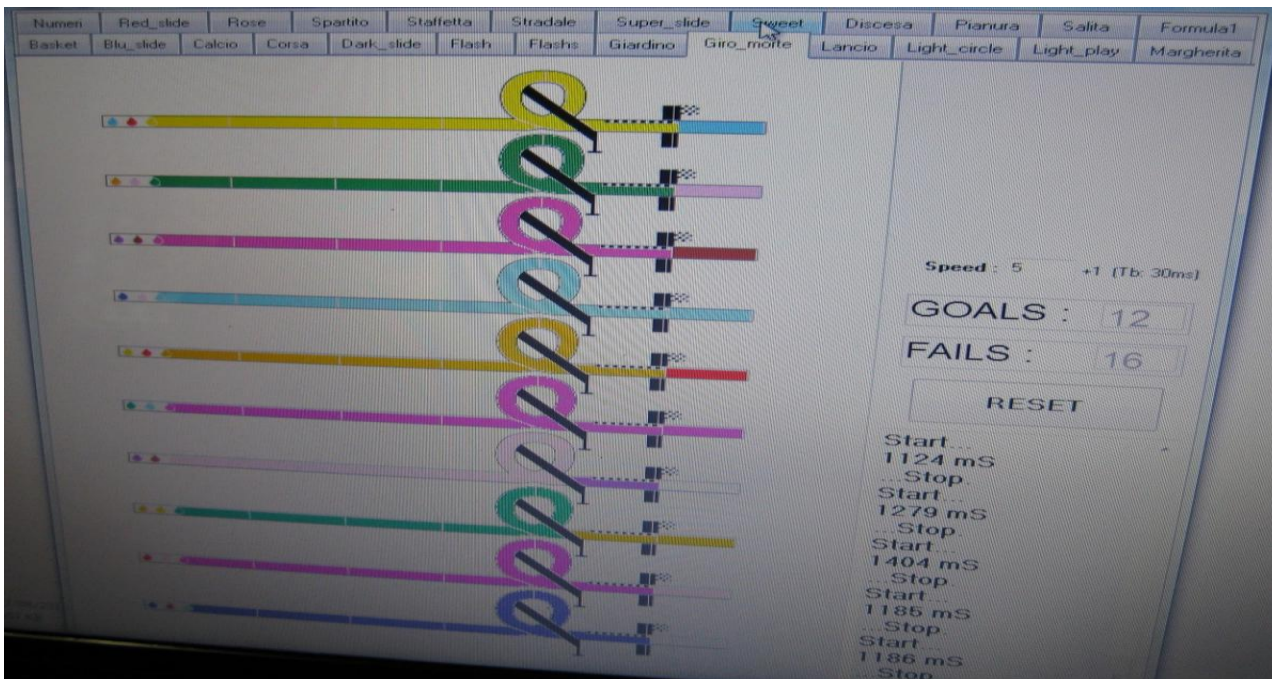 Numeri Red_slide Rose Spartito Staffetta Stradale Super_slide Sweet Discesa Pianura Salita Formula1
Basket Blu_slide Calcio Corsa Dark_slide Flash Flashs Giardino Giro_morte Lancio Light_circle Light_play Margherita
Speed : 5 +1 (Tb: 30ms)
GOALS : 12
FAILS : 16
RESET
Start...
1124 mS
...Stop.
Start...
1279 mS
...Stop.
Start...
1404 mS
...Stop.
Start...
1185 mS
...Stop.
Start...
1186 mS
...Stop.